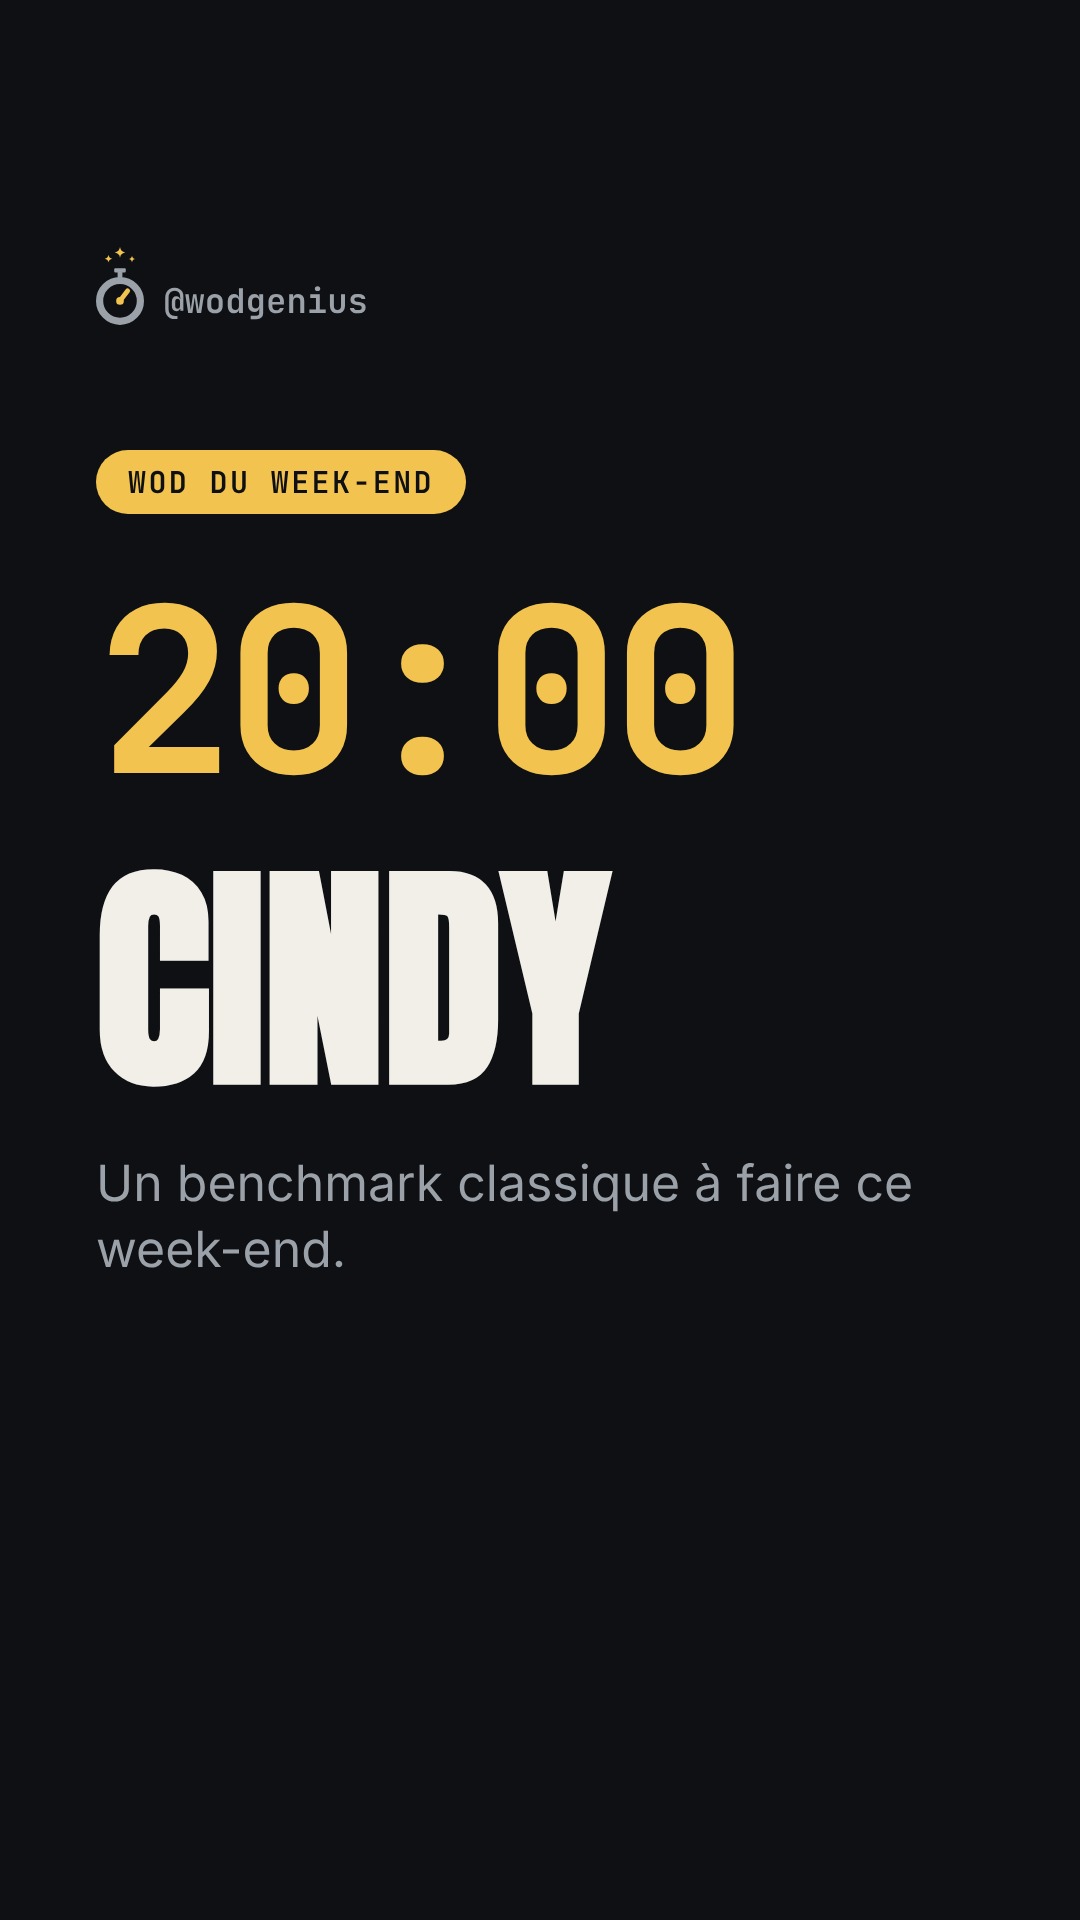 @wodgenius
WOD DU WEEK-END
20:00
CINDY
Un benchmark classique à faire ce
week-end.